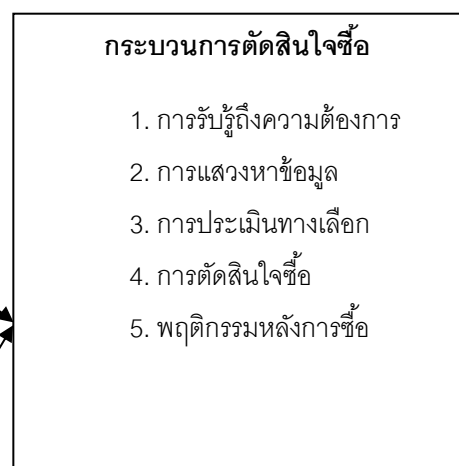 กระบวนการตัดสินใจซื้อ
1. การรับรู้ถึงความต้องการ
2. การแสวงหาข้อมูล
3. การประเมินทางเลือก
4. การตัดสินใจซื้อ
5. พฤติกรรมหลังการซื้อ